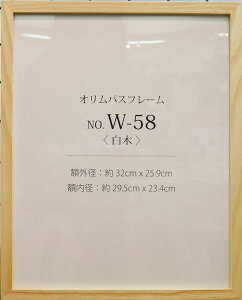 オリムパスフレーム
NO. W-58
〈 白木 〉
額外径：約 32cm x 25.9cm
額内径：約 29.5cm x 23.4cm